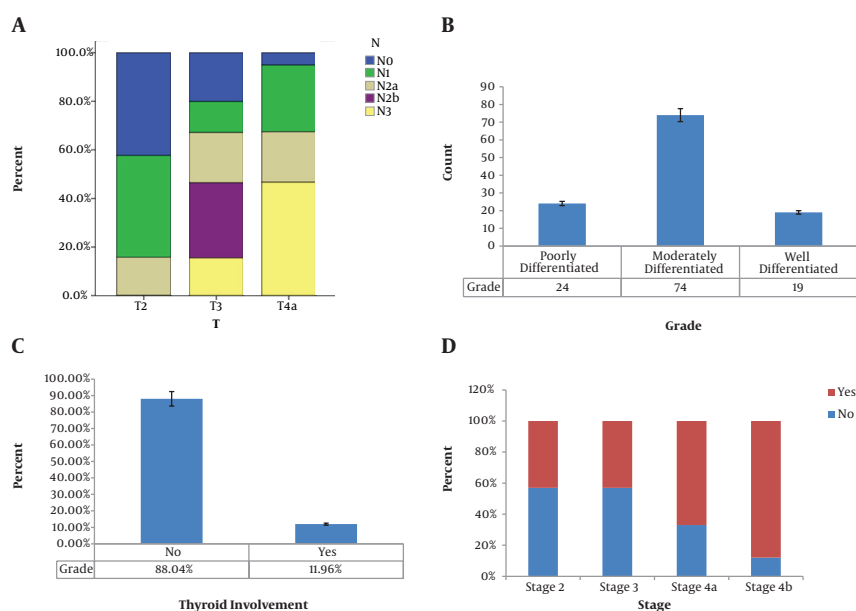 A
N
N0
N1
N2a
N2b
N3
100.0%
80.0%
60.0%
40.0%
20.0%
0.0%
Percent
T2 T3 T4a
T
B
90
80
70
60
50
40
30
20
10
0
Count
Poorly Differentiated Moderately Differentiated Well Differentiated
Grade 24 74 19
Grade
C
100.00%
90.00%
80.00%
70.00%
60.00%
50.00%
40.00%
30.00%
20.00%
10.00%
0.00%
Percent
No Yes
Grade 88.04% 11.96%
Thyroid Involvement
D
Yes
No
120%
100%
80%
60%
40%
20%
0%
Percent
Stage 2 Stage 3 Stage 4a Stage 4b
Stage